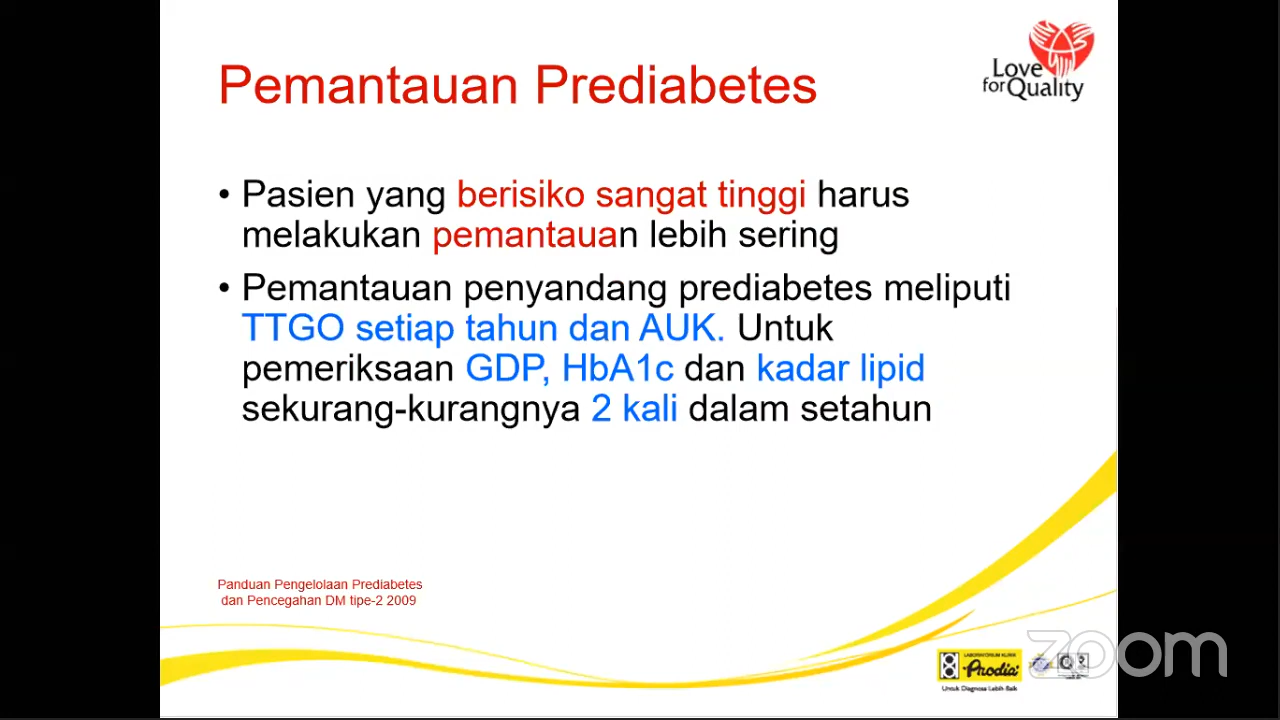 Pemantauan Prediabetes
Love
for Quality
• Pasien yang berisiko sangat tinggi harus
melakukan pemantauan lebih sering
• Pemantauan penyandang prediabetes meliputi
TTGO setiap tahun dan AUK. Untuk
pemeriksaan GDP, HbA1c dan kadar lipid
sekurang-kurangnya 2 kali dalam setahun
Panduan Pengelolaan Prediabetes
dan Pencegahan DM tipe-2 2009
LABORATORIUM KLINIK
Prodia
Untuk Diagnosa Lebih Baik
zoom